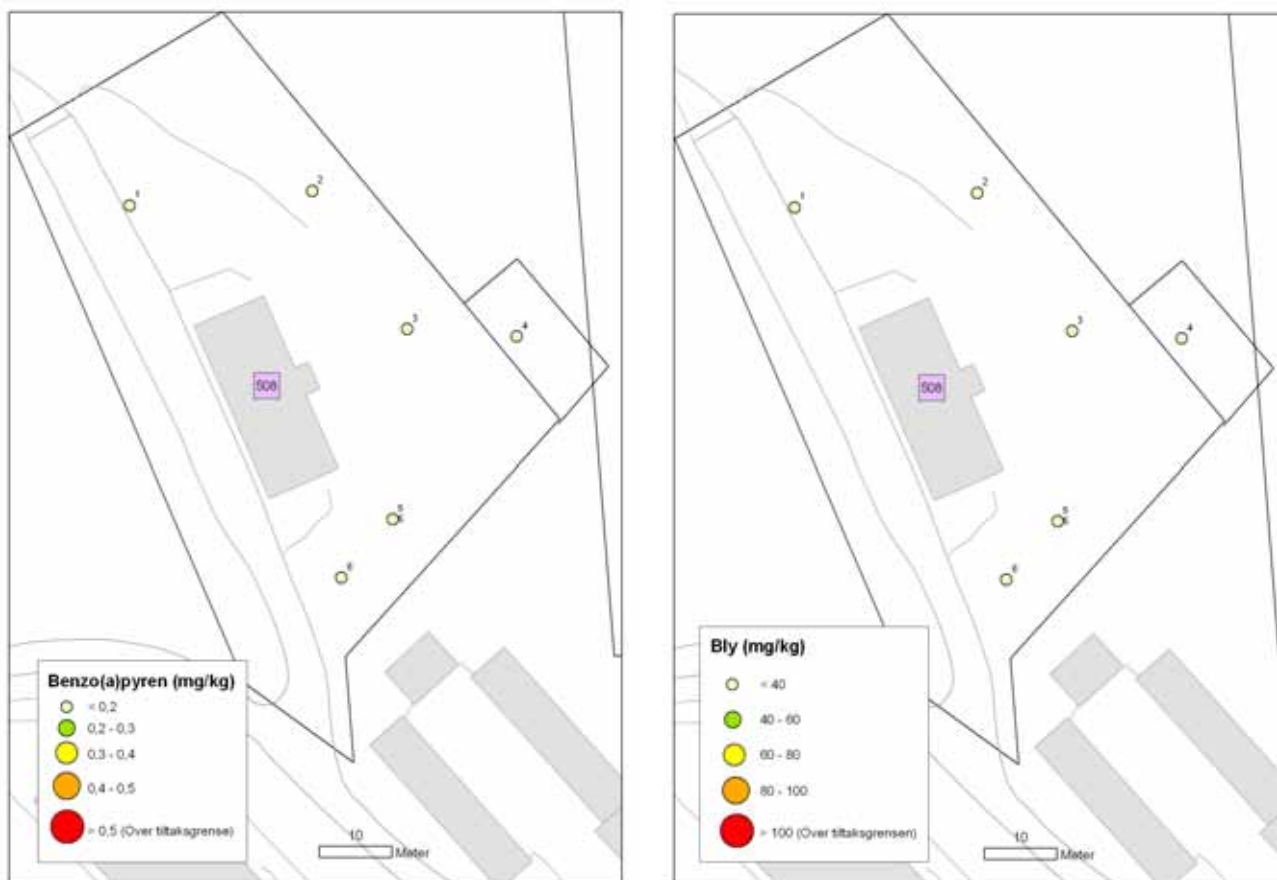 1
2
3
4
508
5
6
Benzo(a)pyren (mg/kg)
< 0,2
0,2 - 0,3
0,3 - 0,4
0,4 - 0,5
> 0,5 (Over tiltaksgrense)
10
Meter
1
2
3
4
508
5
6
Bly (mg/kg)
< 40
40 - 60
60 - 80
80 - 100
> 100 (Over tiltaksgrensen)
10
Meter